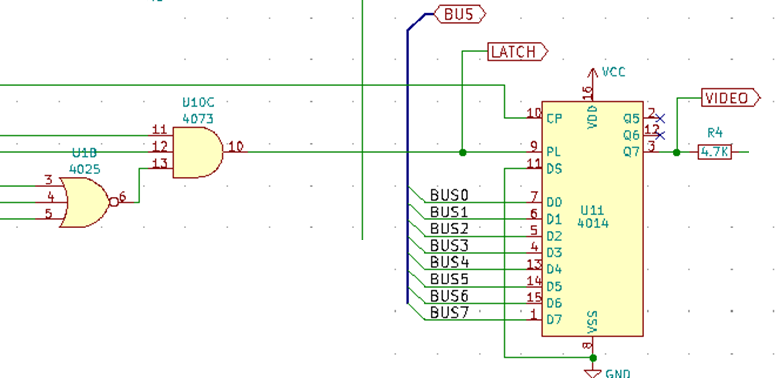 BUS
LATCH
VCC
16
VIDEO
U10C
4073
11
12
13
10
U1B
4025
3
4
5
6
10 CP
VDD
Q5 2
Q6 12
Q7 3
R4
4.7K
9 PL
11 DS
BUS0 7 D0
BUS1 6 D1
BUS2 5 D2
BUS3 4 D3
BUS4 13 D4
BUS5 14 D5
BUS6 15 D6
BUS7 1 D7
U11
4014
VSS
8
GND